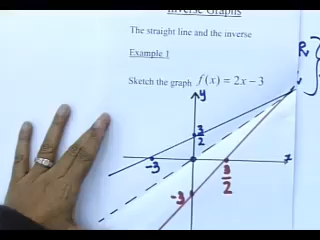 Inverse Graphs
The straight line and the inverse
Example 1
Sketch the graph f(x) = 2x − 3
y
3/2
-3
3/2
x
-3